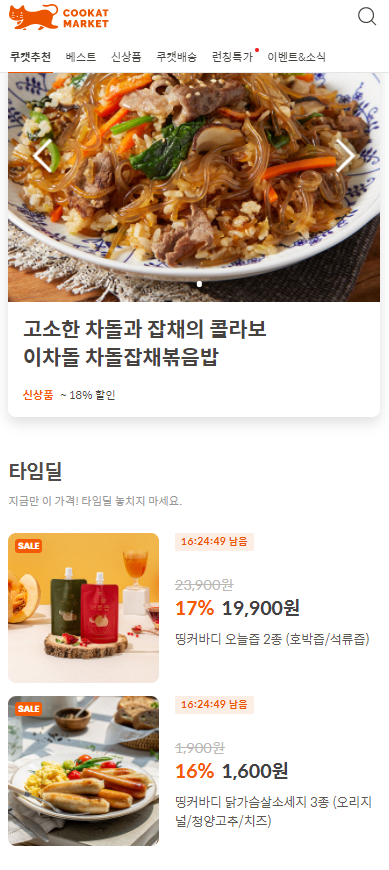 COOKAT
MARKET
쿠캣추천 베스트 신상품 쿠캣배송 런칭특가 이벤트&소식
고소한 차돌과 잡채의 콜라보
이차돌 차돌잡채볶음밥
신상품 ~ 18% 할인
타임딜
지금만 이 가격! 타임딜 놓치지 마세요.
SALE
16:24:49 남음
23,900원
17% 19,900원
띵커바디 오늘즙 2종 (호박즙/석류즙)
SALE
16:24:49 남음
1,900원
16% 1,600원
띵커바디 닭가슴살소세지 3종 (오리지
널/청양고추/치즈)